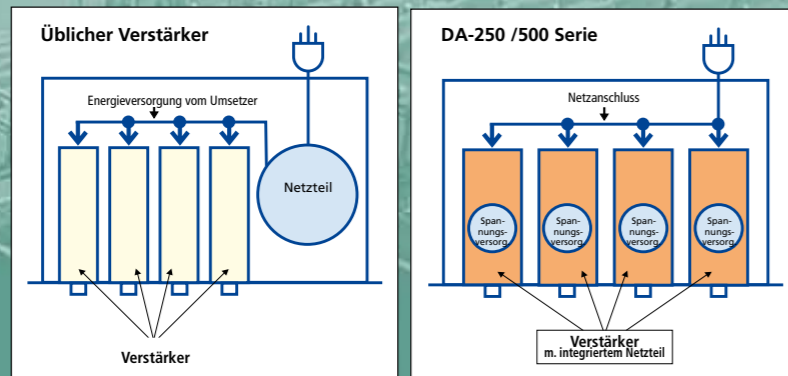 Üblicher Verstärker
Energieversorgung vom Umsetzer
Netzteil
Verstärker
DA-250 /500 Serie
Netzanschluss
Span-
nungs-
versorg.
Span-
nungs-
versorg.
Span-
nungs-
versorg.
Span-
nungs-
versorg.
Verstärker
m. integriertem Netzteil